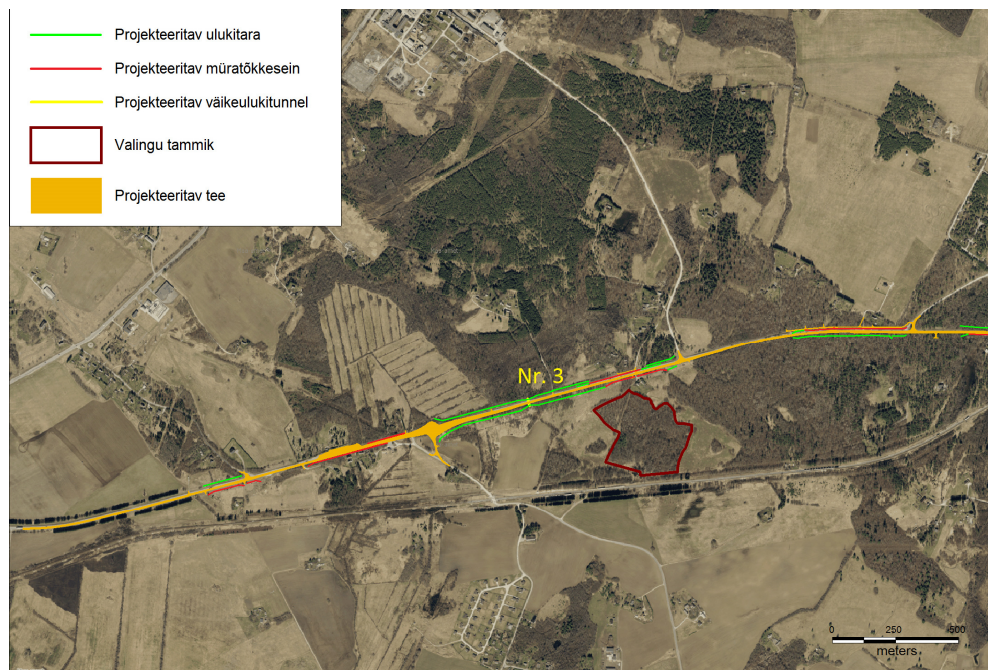 Projekteeritav ulukitara
Projekteeritav müratõkkesein
Projekteeritav väikeulukitunnel
Valingu tammik
Projekteeritav tee
Nr. 3
0 250 500
meters